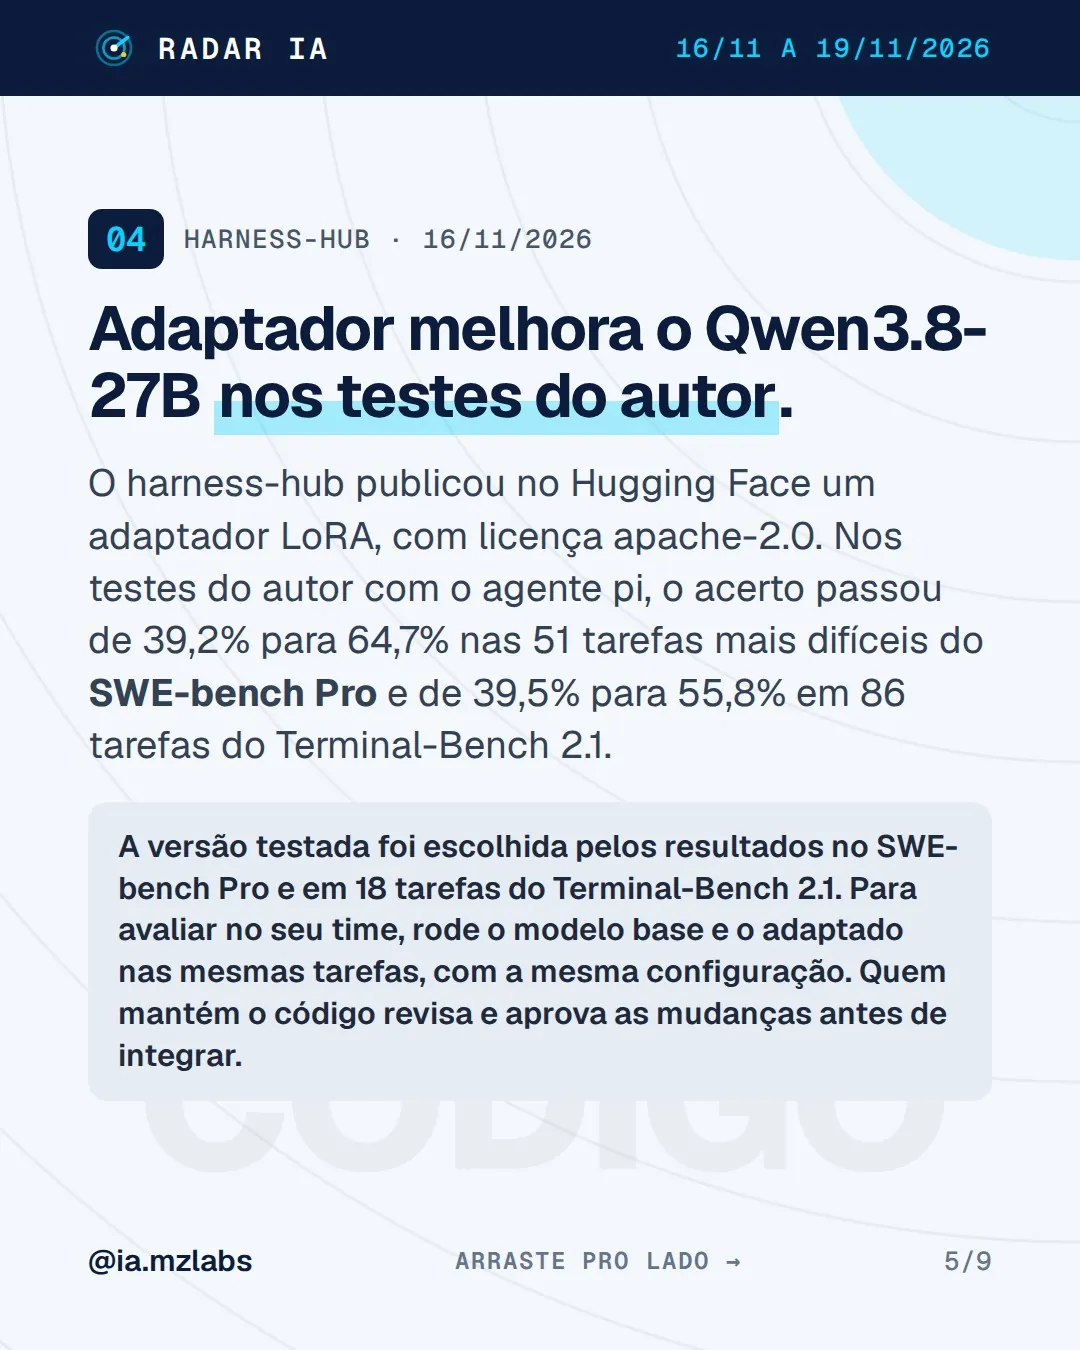 RADAR IA
16/11 A 19/11/2026
04
HARNESS-HUB · 16/11/2026
Adaptador melhora o Qwen3.8-
27B nos testes do autor.
O harness-hub publicou no Hugging Face um
adaptador LoRA, com licença apache-2.0. Nos
testes do autor com o agente pi, o acerto passou
de 39,2% para 64,7% nas 51 tarefas mais difíceis do
SWE-bench Pro e de 39,5% para 55,8% em 86
tarefas do Terminal-Bench 2.1.
A versão testada foi escolhida pelos resultados no SWE-
bench Pro e em 18 tarefas do Terminal-Bench 2.1. Para
avaliar no seu time, rode o modelo base e o adaptado
nas mesmas tarefas, com a mesma configuração. Quem
mantém o código revisa e aprova as mudanças antes de
integrar.
CÓDIGO
@ia.mzlabs
ARRASTE PRO LADO →
5/9